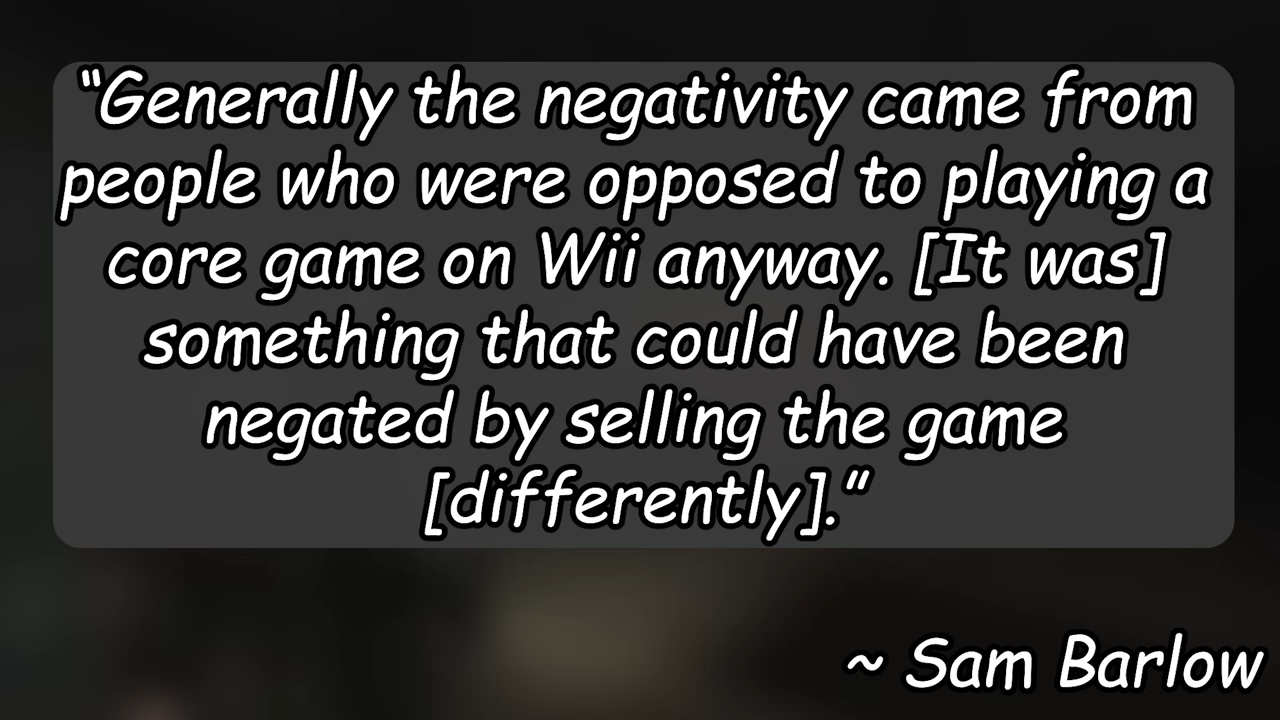 “Generally the negativity came from
people who were opposed to playing a
core game on Wii anyway. [It was]
something that could have been
negated by selling the game
[differently].”
~ Sam Barlow